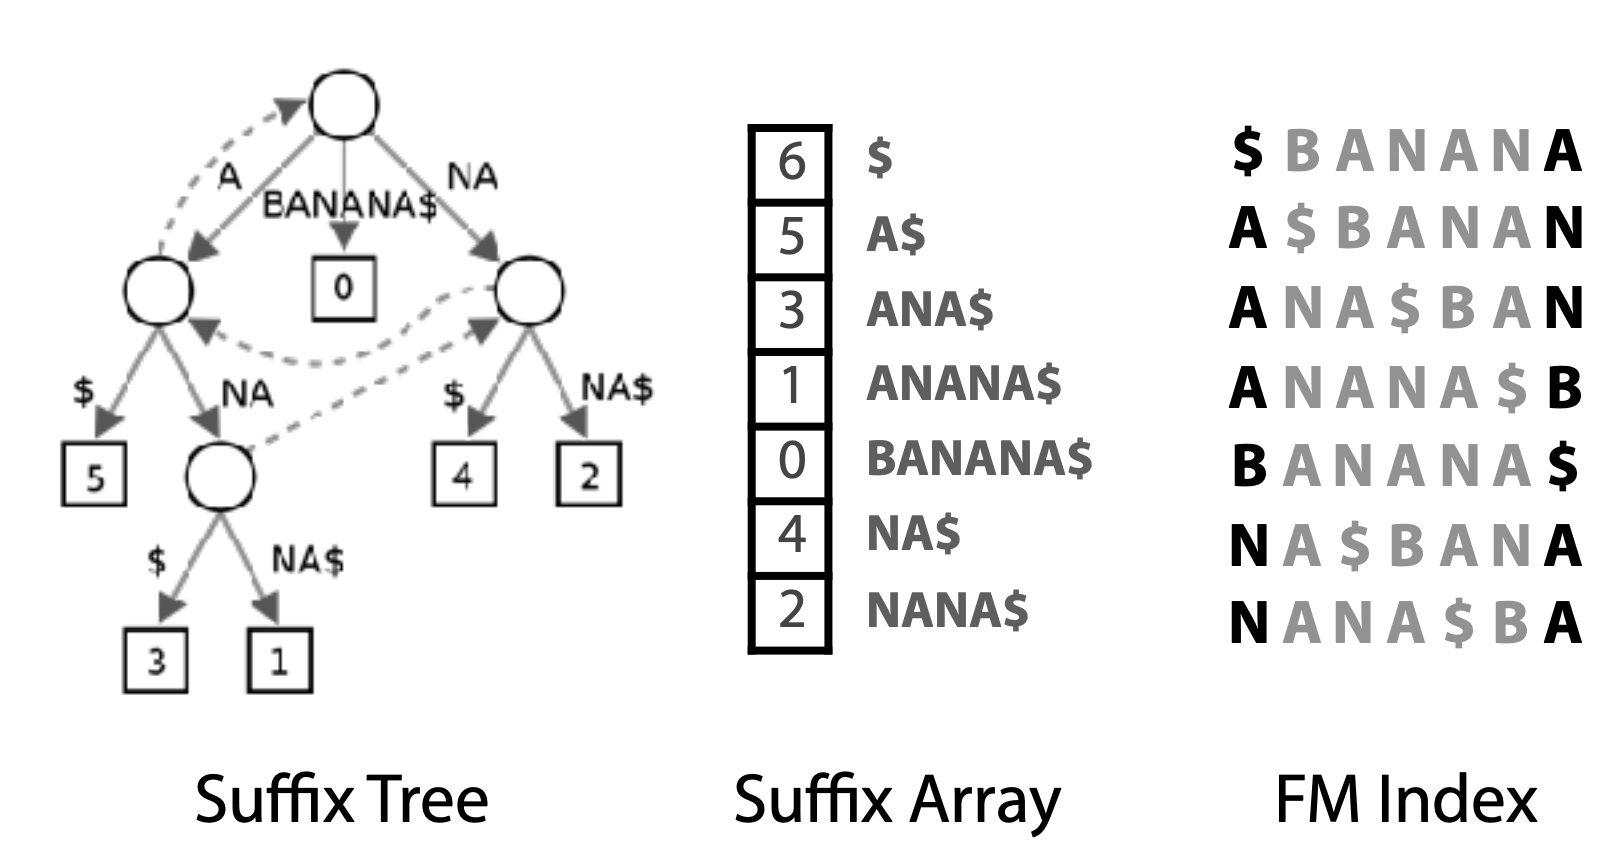 A
NA
BANANA$
0
$
NA
$
NA$
5
4
2
$
NA$
3
1
Suffix Tree
6 $
5 A$
3 ANA$
1 ANANA$
0 BANANA$
4 NA$
2 NANA$
Suffix Array
$ B A N A N A
A $ B A N A N
A N A $ B A N
A N A N A $ B
B A N A N A $
N A $ B A N A
N A N A $ B A
FM Index